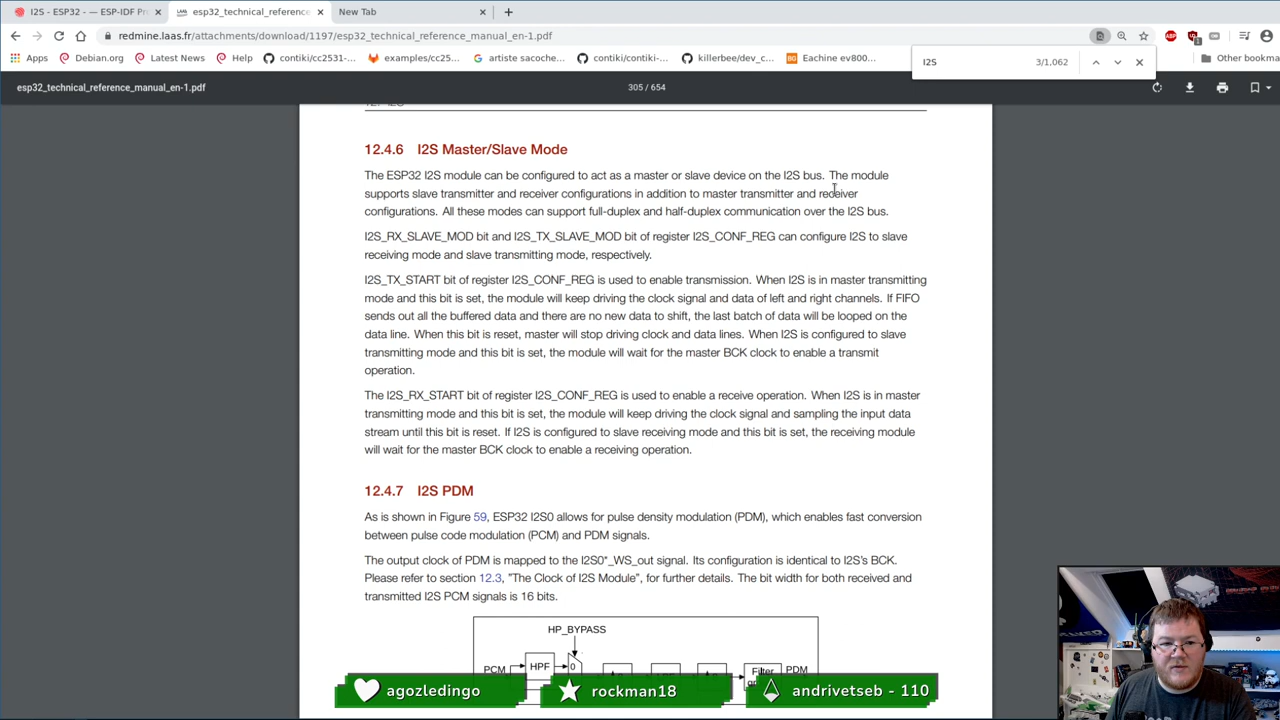 I2S - ESP32 - — ESP-IDF Pr
esp32_technical_reference
New Tab
redmine.laas.fr/attachments/download/1197/esp32_technical_reference_manual_en-1.pdf
Apps
Debian.org
Latest News
Help
contiki/cc2531-...
examples/cc25...
artiste sacoche...
contiki/contiki-...
killerbee/dev_c...
Eachine ev800...
Other bookma
I2S
3/1,062
esp32_technical_reference_manual_en-1.pdf
305 / 654
12.4.6 I2S Master/Slave Mode
The ESP32 I2S module can be configured to act as a master or slave device on the I2S bus. The module
supports slave transmitter and receiver configurations in addition to master transmitter and receiver
configurations. All these modes can support full-duplex and half-duplex communication over the I2S bus.
I2S_RX_SLAVE_MOD bit and I2S_TX_SLAVE_MOD bit of register I2S_CONF_REG can configure I2S to slave
receiving mode and slave transmitting mode, respectively.
I2S_TX_START bit of register I2S_CONF_REG is used to enable transmission. When I2S is in master transmitting
mode and this bit is set, the module will keep driving the clock signal and data of left and right channels. If FIFO
sends out all the buffered data and there are no new data to shift, the last batch of data will be looped on the
data line. When this bit is reset, master will stop driving clock and data lines. When I2S is configured to slave
transmitting mode and this bit is set, the module will wait for the master BCK clock to enable a transmit
operation.
The I2S_RX_START bit of register I2S_CONF_REG is used to enable a receive operation. When I2S is in master
transmitting mode and this bit is set, the module will keep driving the clock signal and sampling the input data
stream until this bit is reset. If I2S is configured to slave receiving mode and this bit is set, the receiving module
will wait for the master BCK clock to enable a receiving operation.
12.4.7 I2S PDM
As is shown in Figure 59, ESP32 I2S0 allows for pulse density modulation (PDM), which enables fast conversion
between pulse code modulation (PCM) and PDM signals.
The output clock of PDM is mapped to the I2S0*_WS_out signal. Its configuration is identical to I2S's BCK.
Please refer to section 12.3, "The Clock of I2S Module", for further details. The bit width for both received and
transmitted I2S PCM signals is 16 bits.
HP_BYPASS
PCM
HPF
0
Filter
PDM
agozledingo
rockman18
andrivetseb - 110